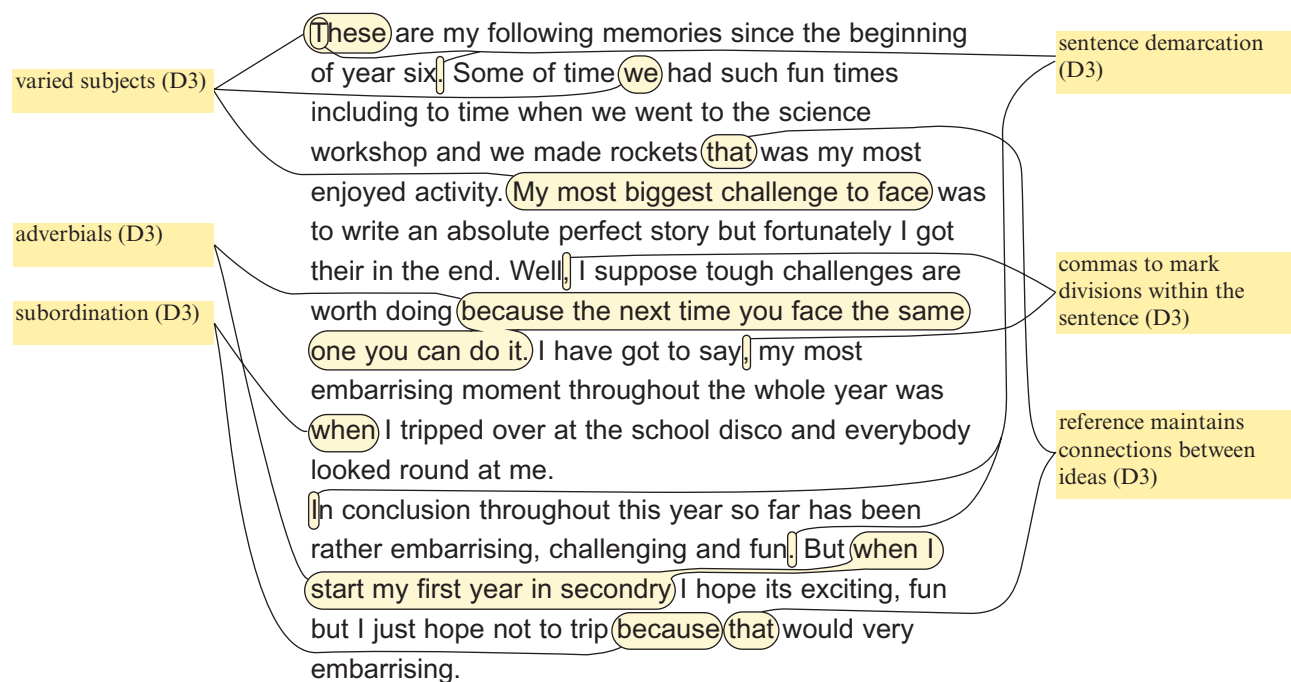 These are my following memories since the beginning
of year six. Some of time we had such fun times
including to time when we went to the science
workshop and we made rockets that was my most
enjoyed activity. My most biggest challenge to face was
to write an absolute perfect story but fortunately I got
their in the end. Well, I suppose tough challenges are
worth doing because the next time you face the same
one you can do it. I have got to say, my most
embarrising moment throughout the whole year was
when I tripped over at the school disco and everybody
looked round at me.
In conclusion throughout this year so far has been
rather embarrising, challenging and fun. But when I
start my first year in secondry I hope its exciting, fun
but I just hope not to trip because that would very
embarrising.
varied subjects (D3)
adverbials (D3)
subordination (D3)
sentence demarcation
(D3)
commas to mark
divisions within the
sentence (D3)
reference maintains
connections between
ideas (D3)